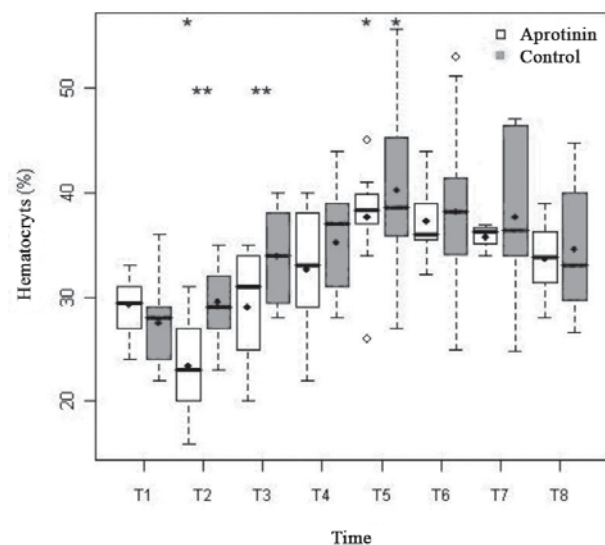 * * *
** **
Aprotinin
Control
Hematocryts (%)
50
40
30
20
T1 T2 T3 T4 T5 T6 T7 T8
Time